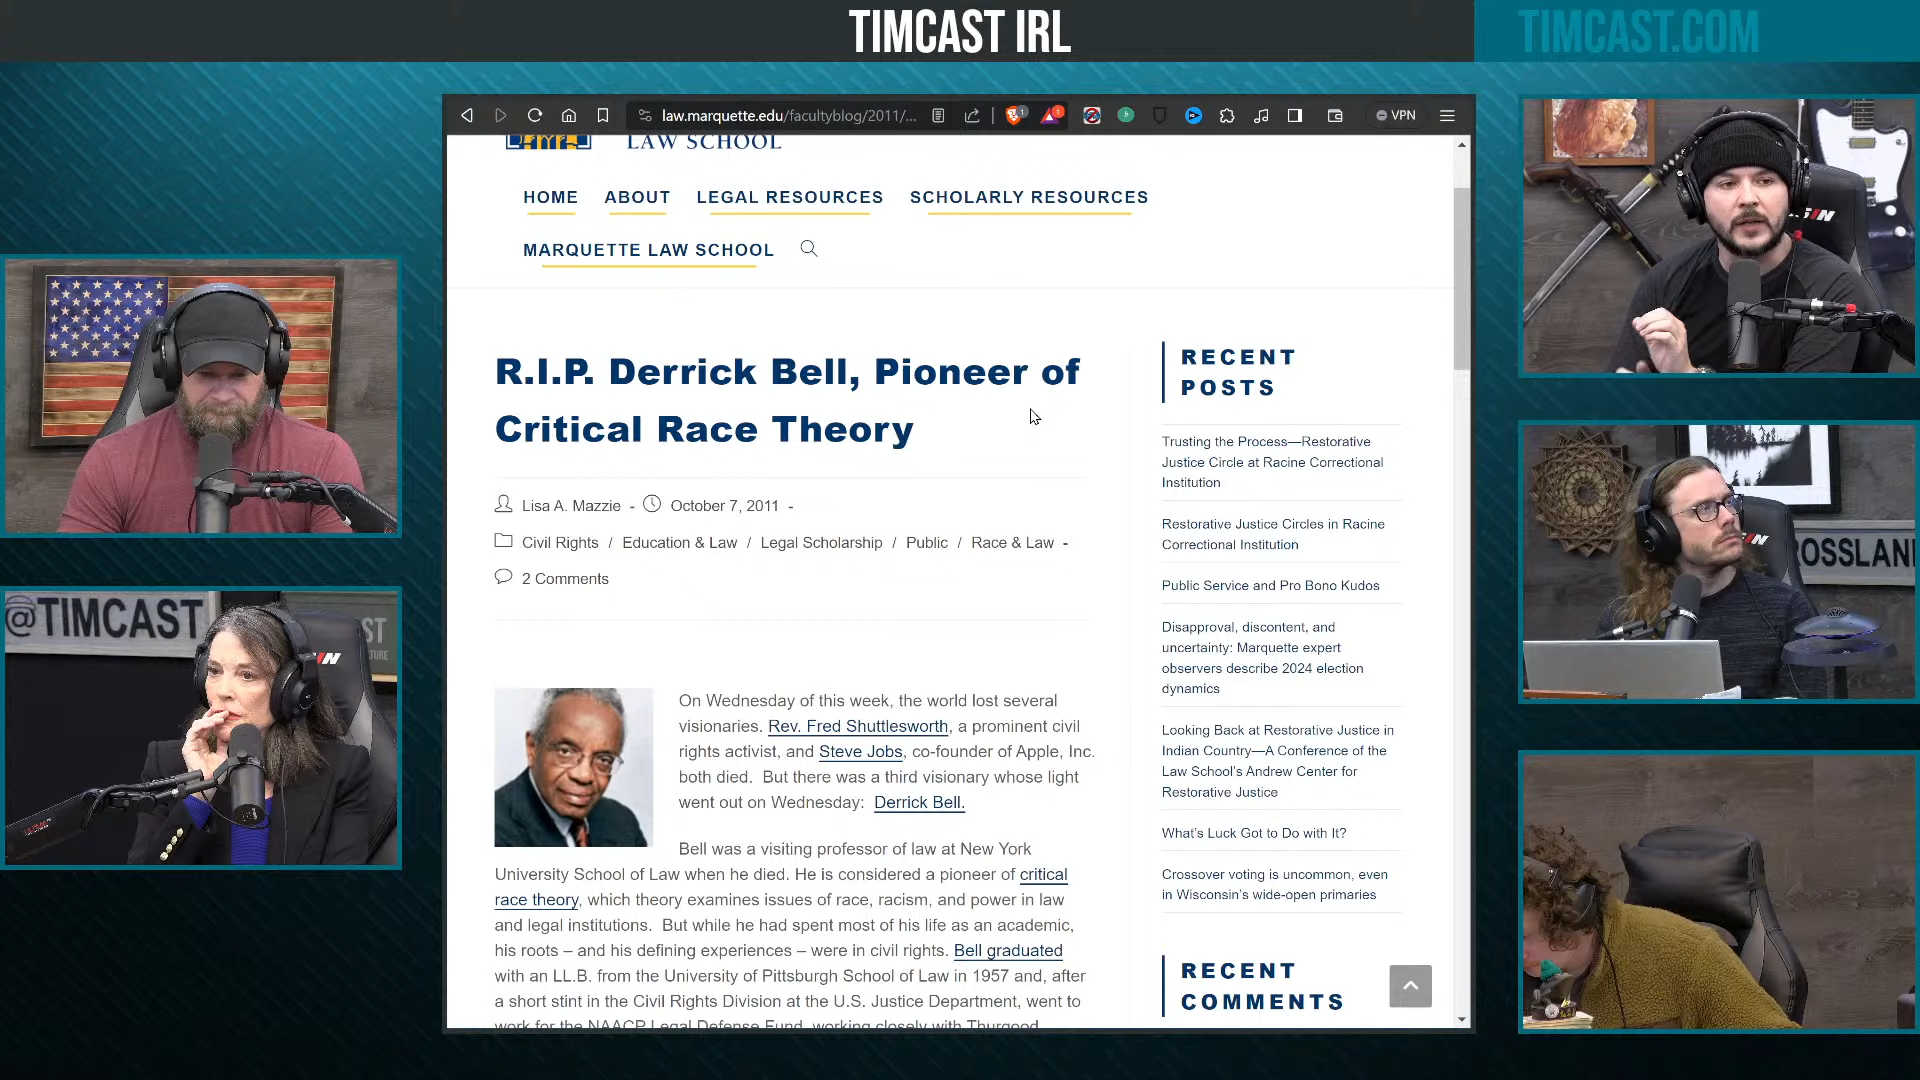 TIMCAST IRL
TIMCAST.COM
law.marquette.edu/factyblog/2011/...
VPN
LAW SCHOOL
HOME ABOUT LEGAL RESOURCES SCHOLARLY RESOURCES
MARQUETTE LAW SCHOOL
R.I.P. Derrick Bell, Pioneer of
Critical Race Theory
Lisa A. Mazzie - October 7, 2011 -
Civil Rights / Education & Law / Legal Scholarship / Public / Race & Law -
2 Comments
On Wednesday of this week, the world lost several
visionaries. Rev. Fred Shuttlesworth, a prominent civil
rights activist, and Steve Jobs, co-founder of Apple, Inc.
both died. But there was a third visionary whose light
went out on Wednesday: Derrick Bell.
Bell was a visiting professor of law at New York
University School of Law when he died. He is considered a pioneer of critical
race theory, which theory examines issues of race, racism, and power in law
and legal institutions. But while he had spent most of his life as an academic,
his roots – and his defining experiences – were in civil rights. Bell graduated
with an LL.B. from the University of Pittsburgh School of Law in 1957 and, after
a short stint in the Civil Rights Division at the U.S. Justice Department, went to
work for the NAACP Legal Defense Fund, working closely with Thurgood
RECENT
POSTS
Trusting the Process—Restorative
Justice Circle at Racine Correctional
Institution
Restorative Justice Circles in Racine
Correctional Institution
Public Service and Pro Bono Kudos
Disapproval, discontent, and
uncertainty: Marquette expert
observers describe 2024 election
dynamics
Looking Back at Restorative Justice in
Indian Country—A Conference of the
Law School's Andrew Center for
Restorative Justice
What's Luck Got to Do with It?
Crossover voting is uncommon, even
in Wisconsin's wide-open primaries
RECENT
COMMENTS
@TIMCAST
ROSSLAN